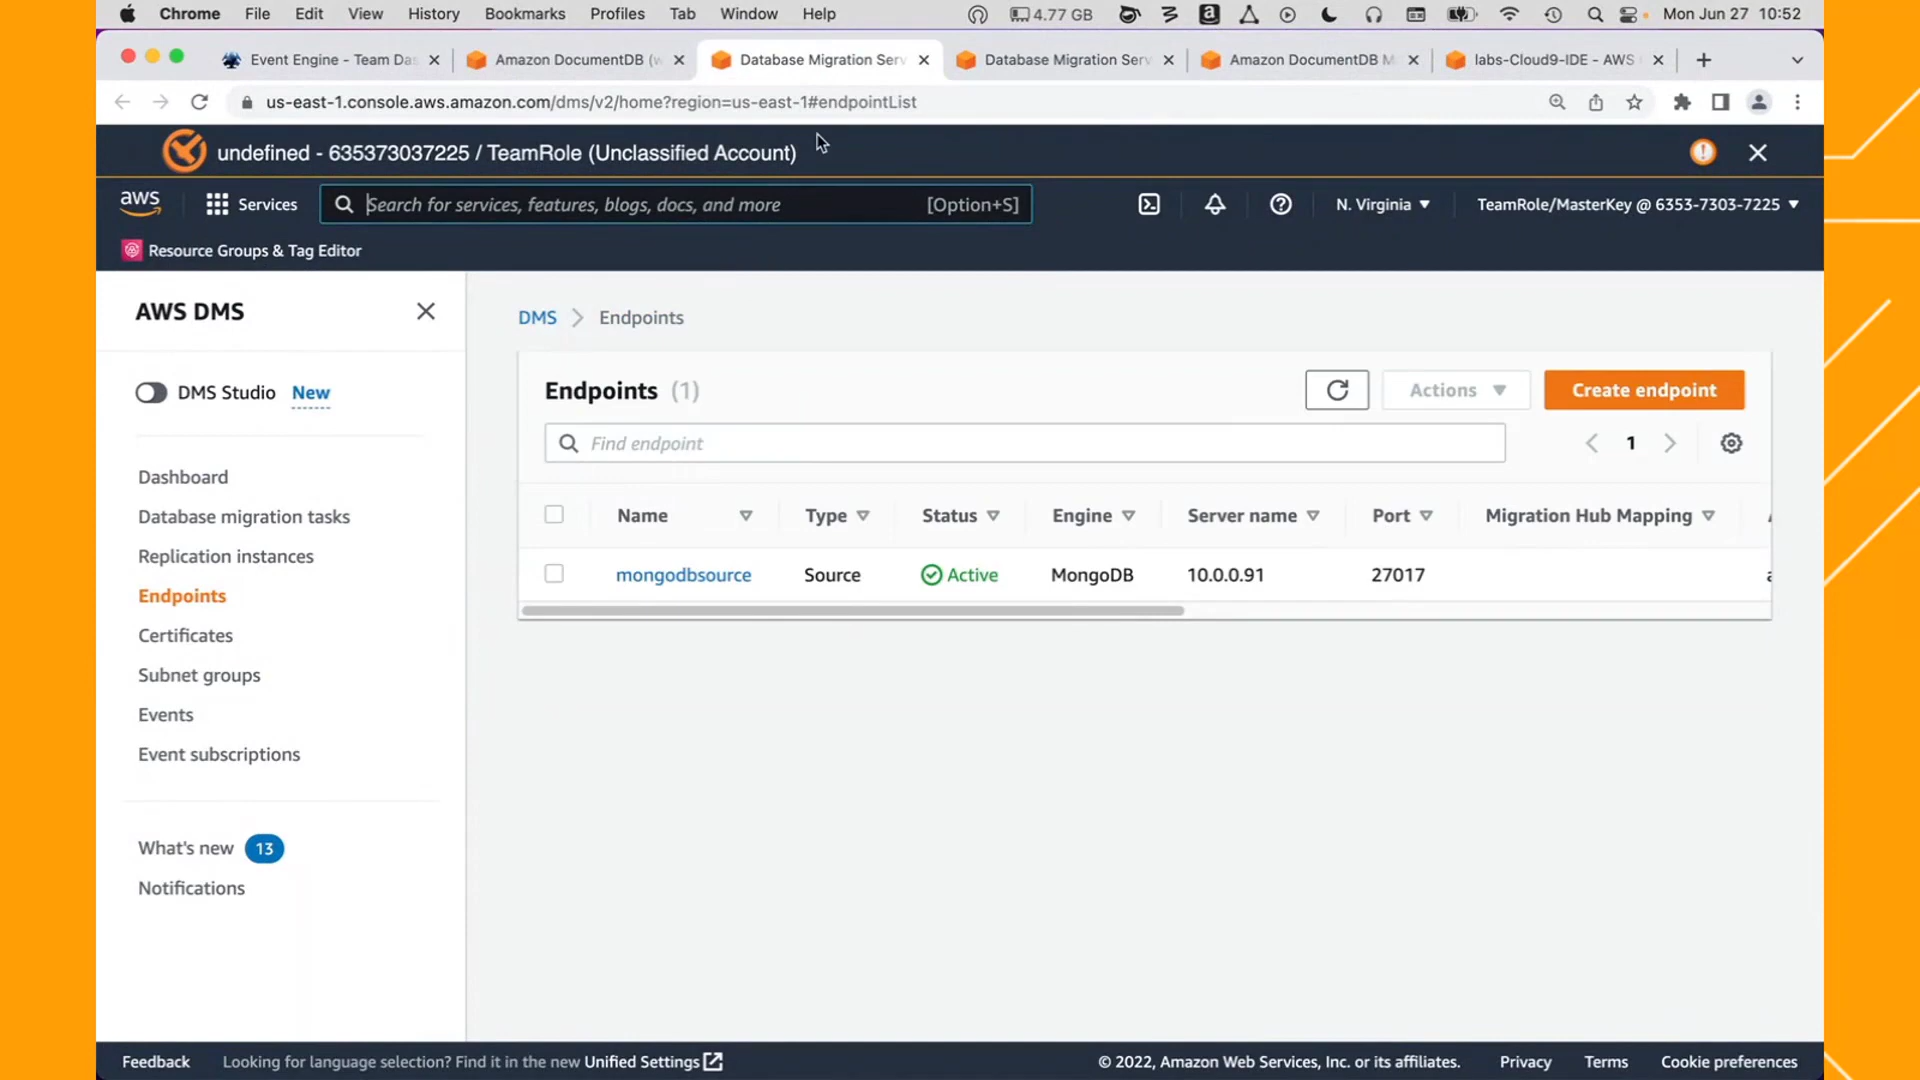 Chrome File Edit View History Bookmarks Profiles Tab Window Help 4.77 GB Mon Jun 27 10:52
Event Engine - Team Das Amazon DocumentDB (w Database Migration Serv Database Migration Serv Amazon DocumentDB M labs-Cloud9-IDE - AWS
us-east-1.console.aws.amazon.com/dms/v2/home?region=us-east-1#endpointList
undefined - 635373037225 / TeamRole (Unclassified Account)
aws Services Search for services, features, blogs, docs, and more [Option+S] N. Virginia TeamRole/MasterKey @ 6353-7303-7225
Resource Groups & Tag Editor
AWS DMS
DMS Studio New
Dashboard
Database migration tasks
Replication instances
Endpoints
Certificates
Subnet groups
Events
Event subscriptions
What's new 13
Notifications
DMS Endpoints
Endpoints (1) Actions Create endpoint
Find endpoint 1
Name Type Status Engine Server name Port Migration Hub Mapping
mongodbsource Source Active MongoDB 10.0.0.91 27017
Feedback Looking for language selection? Find it in the new Unified Settings © 2022, Amazon Web Services, Inc. or its affiliates. Privacy Terms Cookie preferences